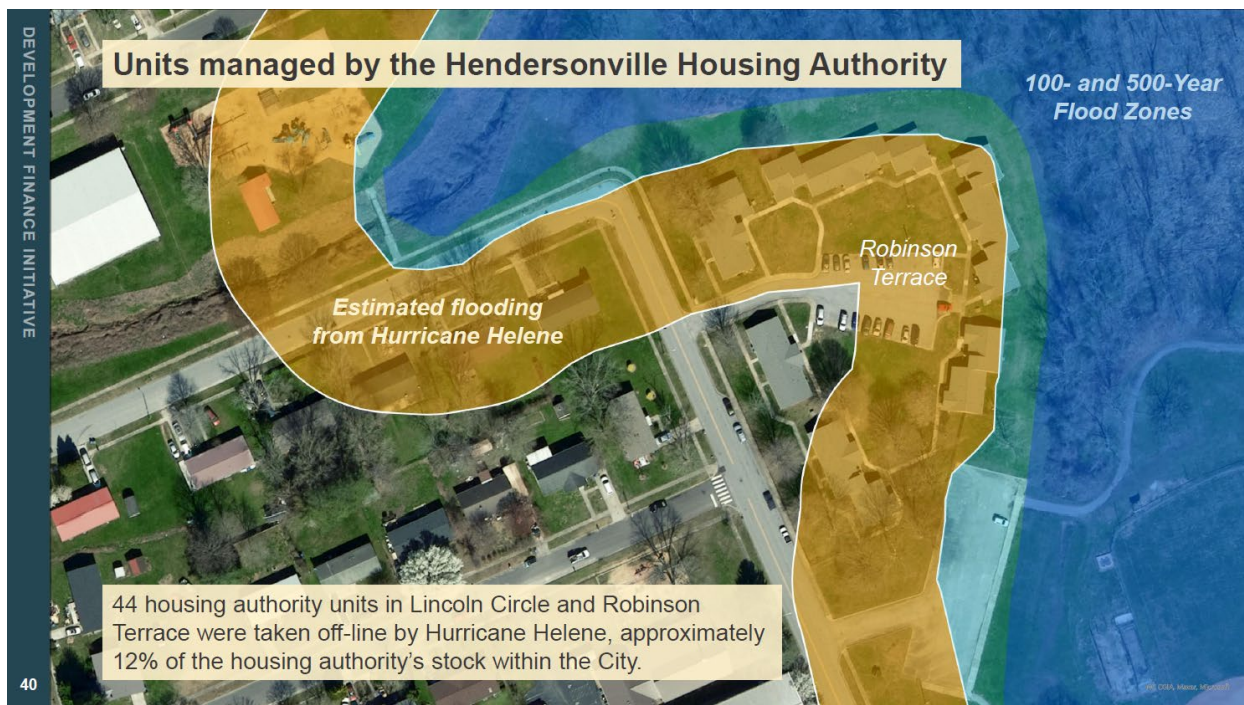 DEVELOPMENT FINANCE INITIATIVE
Units managed by the Hendersonville Housing Authority
100- and 500-Year
Flood Zones
Robinson
Terrace
Estimated flooding
from Hurricane Helene
44 housing authority units in Lincoln Circle and Robinson
Terrace were taken off-line by Hurricane Helene, approximately
12% of the housing authority’s stock within the City.
40